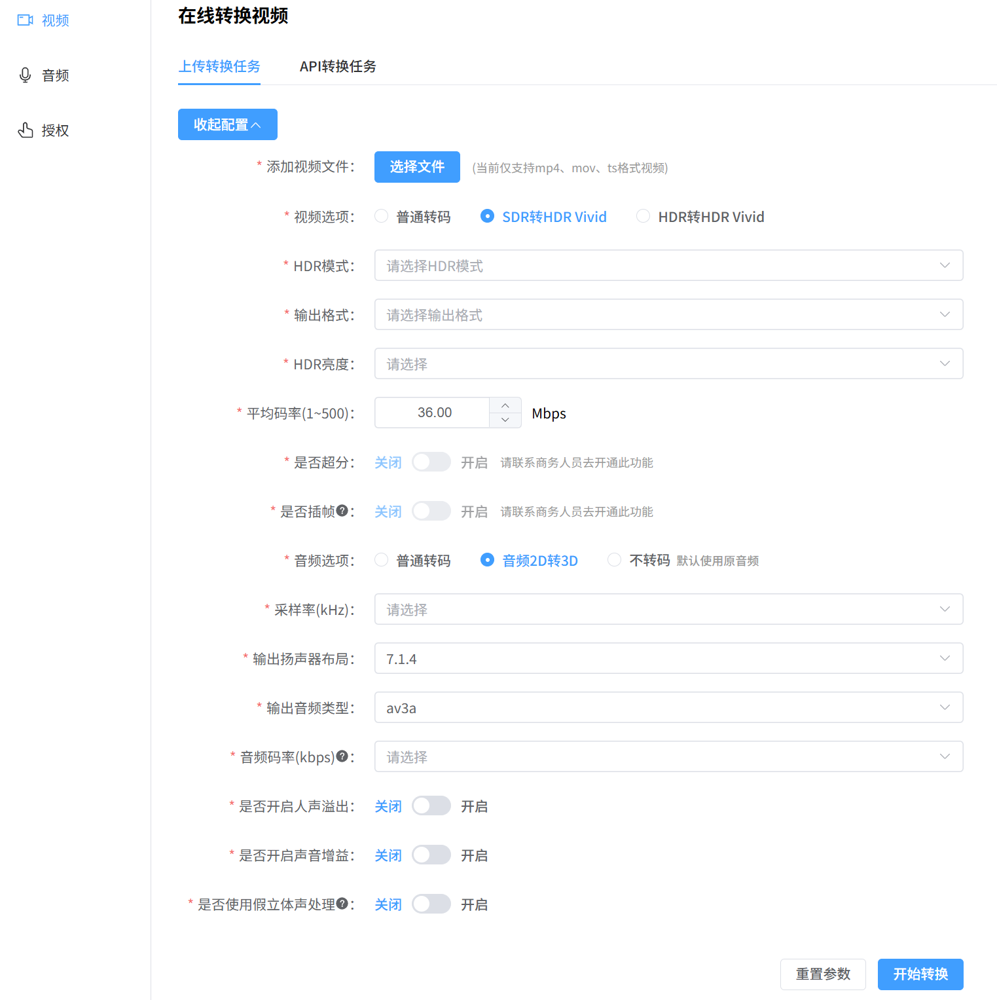 视频
音频
授权
在线转换视频
上传转换任务 API转换任务
收起配置
* 添加视频文件： 选择文件 (当前仅支持mp4、mov、ts格式视频)
* 视频选项： 普通转码 SDR转HDR Vivid HDR转HDR Vivid
* HDR模式： 请选择HDR模式
* 输出格式： 请选择输出格式
* HDR亮度： 请选择
* 平均码率(1~500)： 36.00 Mbps
* 是否超分： 关闭 开启 请联系商务人员去开通此功能
* 是否插帧?： 关闭 开启 请联系商务人员去开通此功能
* 音频选项： 普通转码 音频2D转3D 不转码 默认使用原音频
* 采样率(kHz)： 请选择
* 输出扬声器布局： 7.1.4
* 输出音频类型： av3a
* 音频码率(kbps)?： 请选择
* 是否开启人声溢出： 关闭 开启
* 是否开启声音增益： 关闭 开启
* 是否使用假立体声处理?： 关闭 开启
重置参数 开始转换